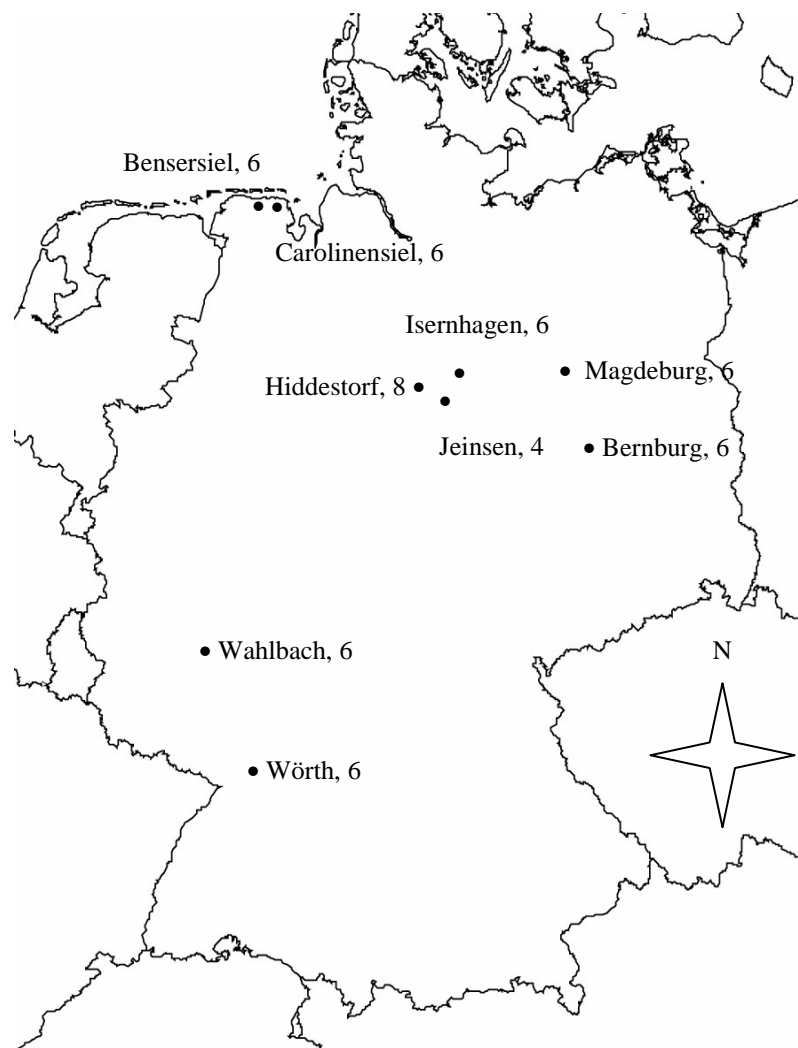 Bensersiel, 6
Carolinensiel, 6
Isernhagen, 6
Magdeburg, 6
Hiddestorf, 8
Jeinsen, 4
Bernburg, 6
Wahlbach, 6
N
Wörth, 6